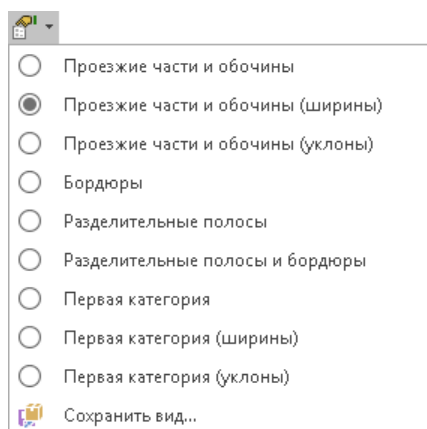 Проезжие части и обочины
Проезжие части и обочины (ширины)
Проезжие части и обочины (уклоны)
Бордюры
Разделительные полосы
Разделительные полосы и бордюры
Первая категория
Первая категория (ширины)
Первая категория (уклоны)
Сохранить вид...